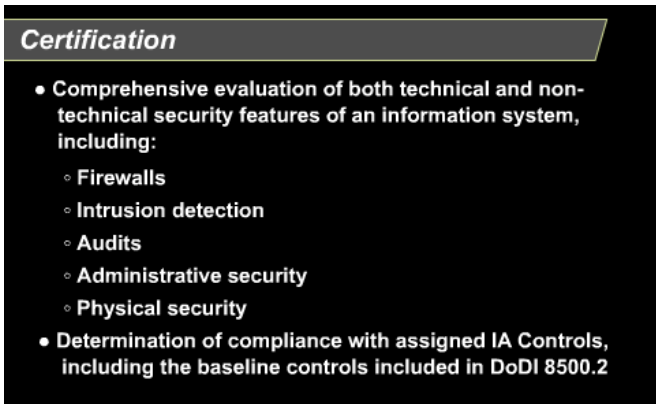 Certification
● Comprehensive evaluation of both technical and non-
technical security features of an information system,
including:
◦ Firewalls
◦ Intrusion detection
◦ Audits
◦ Administrative security
◦ Physical security
● Determination of compliance with assigned IA Controls,
including the baseline controls included in DoDI 8500.2